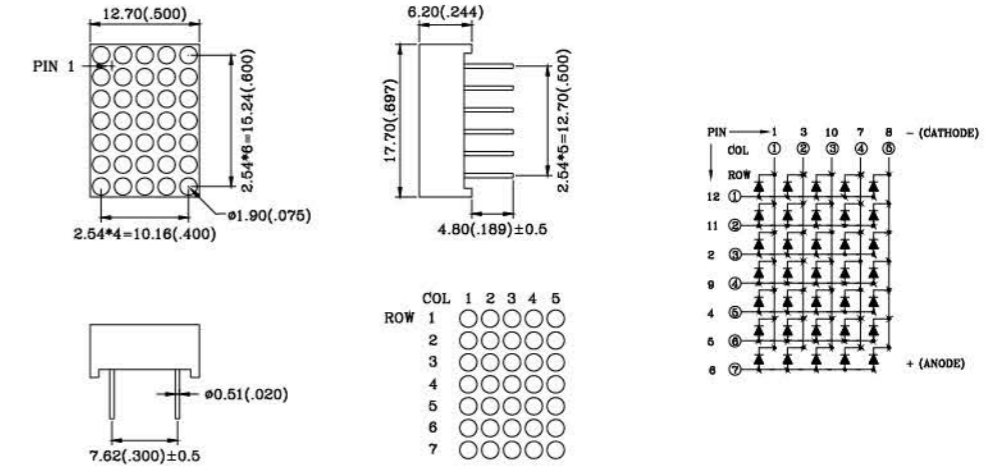 12.70(.500)
PIN 1
2.54*6=15.24(.600)
ø1.90(.075)
2.54*4=10.16(.400)
6.20(.244)
17.70(.697)
2.54*5=12.70(.500)
4.80(.189)±0.5
ø0.51(.020)
7.62(.300)±0.5
COL 1 2 3 4 5
ROW 1
2
3
4
5
6
7
PIN 1 3 10 7 8 - (CATHODE)
COL ① ② ③ ④ ⑤
ROW
12 ①
11 ②
2 ③
9 ④
4 ⑤
5 ⑥
6 ⑦
+ (ANODE)